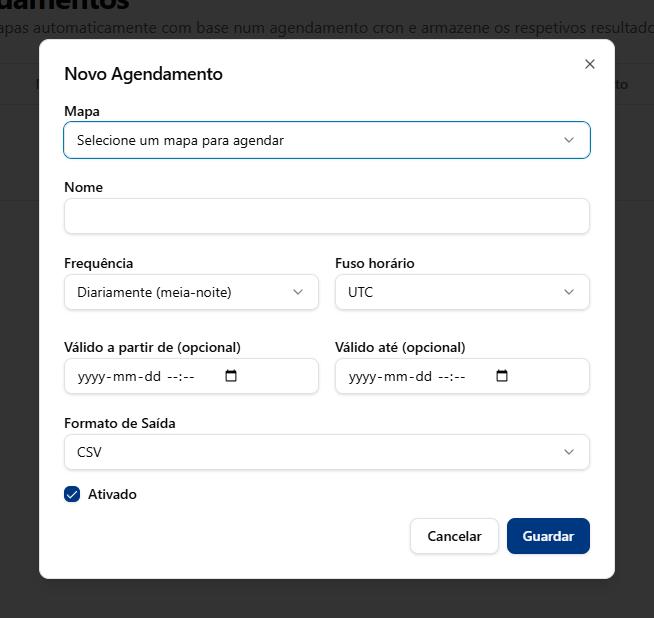 damentos
apas automaticamente com base num agendamento cron e armazene os respetivos resultado
to
Novo Agendamento
Mapa
Selecione um mapa para agendar
Nome
Frequência
Fuso horário
Diariamente (meia-noite)
UTC
Válido a partir de (opcional)
Válido até (opcional)
yyyy-mm-dd --:--
yyyy-mm-dd --:--
Formato de Saída
CSV
Ativado
Cancelar
Guardar